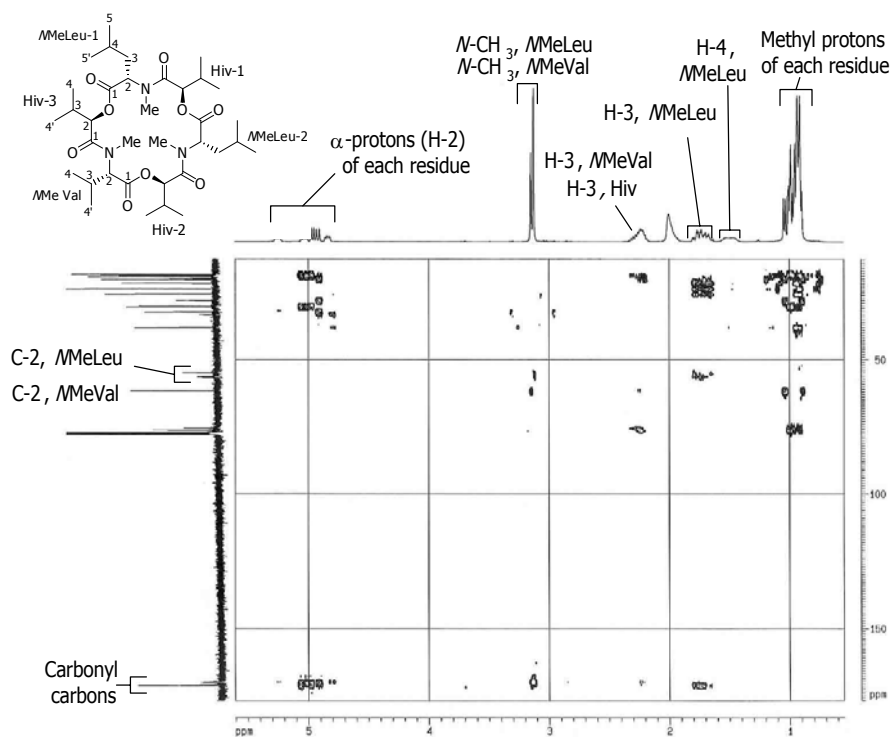 5
NMeLeu-1
4
5'
3
2
1
N
O
Hiv-1
O
Me
O
4
Hiv-3
3
4'
2
1
O
O
N
Me
Me
N
NMeLeu-2
O
O
4
3
2
1
O
NMe Val
4'
O
Hiv-2
α-protons (H-2)
of each residue
N-CH3, NMeLeu
N-CH3, NMeVal
H-3, NMeVal
H-3, Hiv
H-3, NMeLeu
H-4,
NMeLeu
Methyl protons
of each residue
C-2, NMeLeu
C-2, NMeVal
Carbonyl
carbons
50
100
150
ppm
ppm 5 4 3 2 1